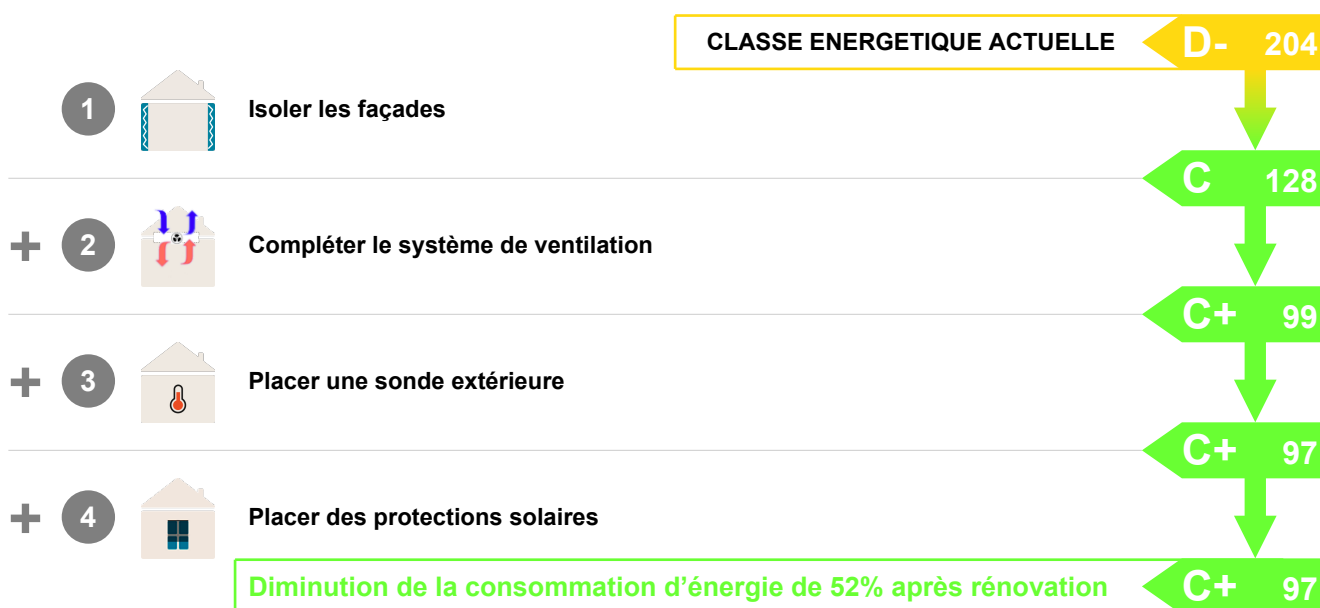 CLASSE ENERGETIQUE ACTUELLE D- 204
1 Isoler les façades
C 128
+ 2 Compléter le système de ventilation
C+ 99
+ 3 Placer une sonde extérieure
C+ 97
+ 4 Placer des protections solaires
Diminution de la consommation d’énergie de 52% après rénovation C+ 97